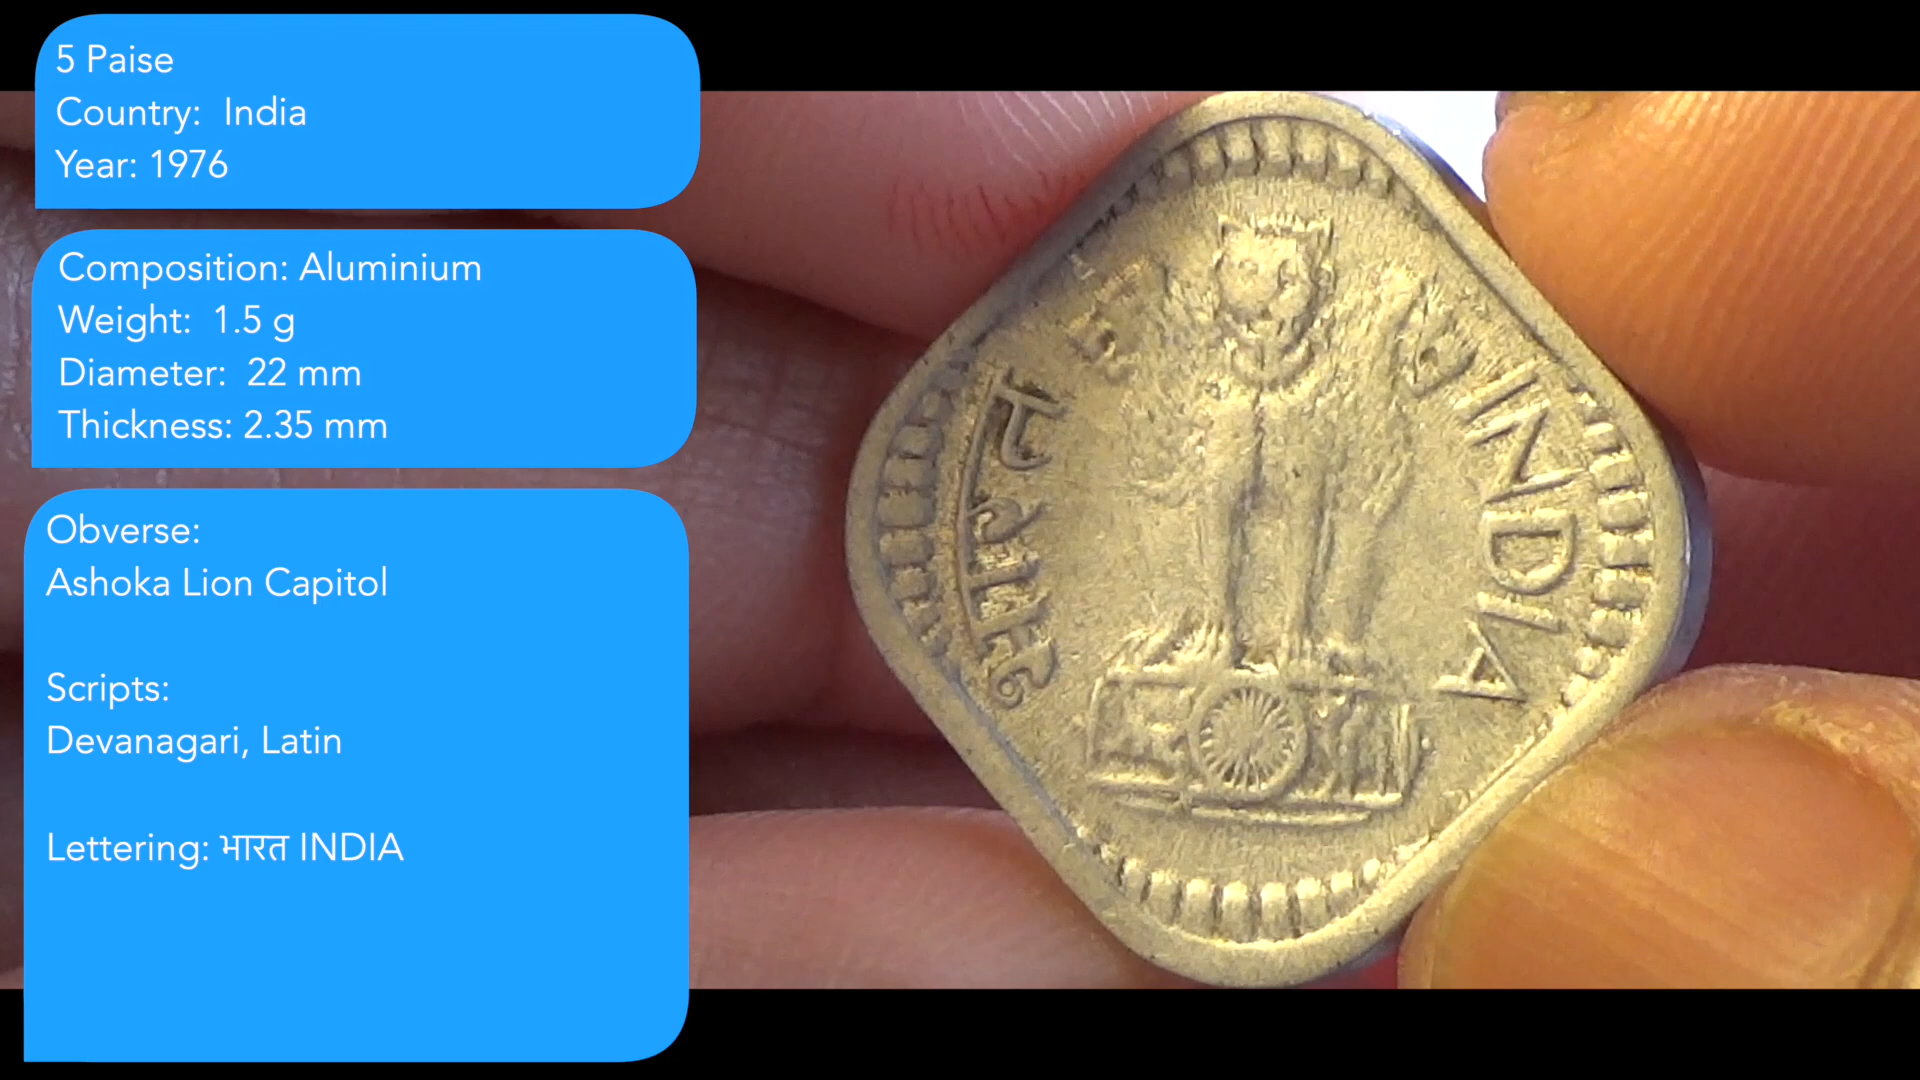 5 Paise
Country: India
Year: 1976
Composition: Aluminium
Weight: 1.5 g
Diameter: 22 mm
Thickness: 2.35 mm
Obverse:
Ashoka Lion Capitol
Scripts:
Devanagari, Latin
Lettering: भारत INDIA
भारत
INDIA